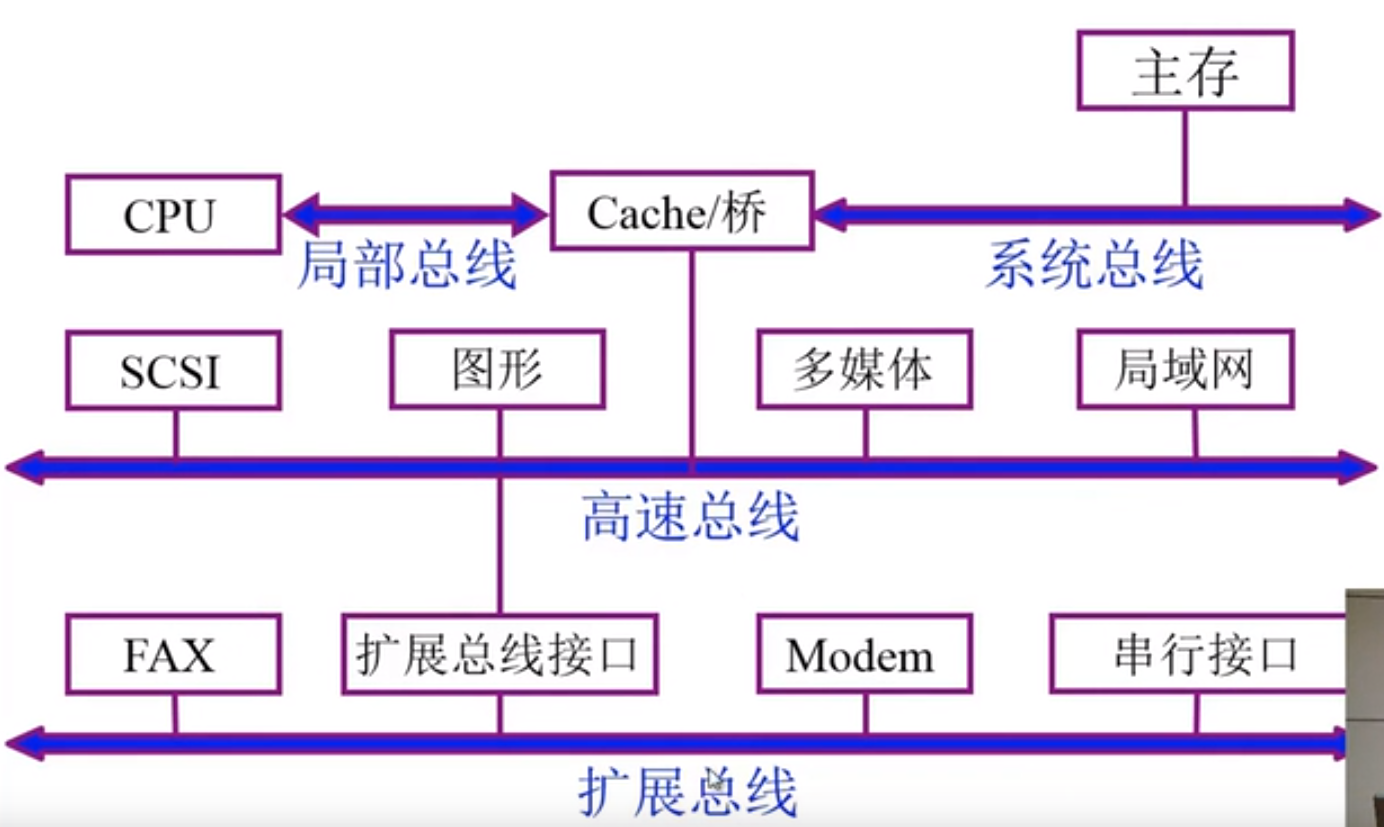 主存
CPU
Cache/桥
局部总线
系统总线
SCSI
图形
多媒体
局域网
高速总线
FAX
扩展总线接口
Modem
串行接口
扩展总线